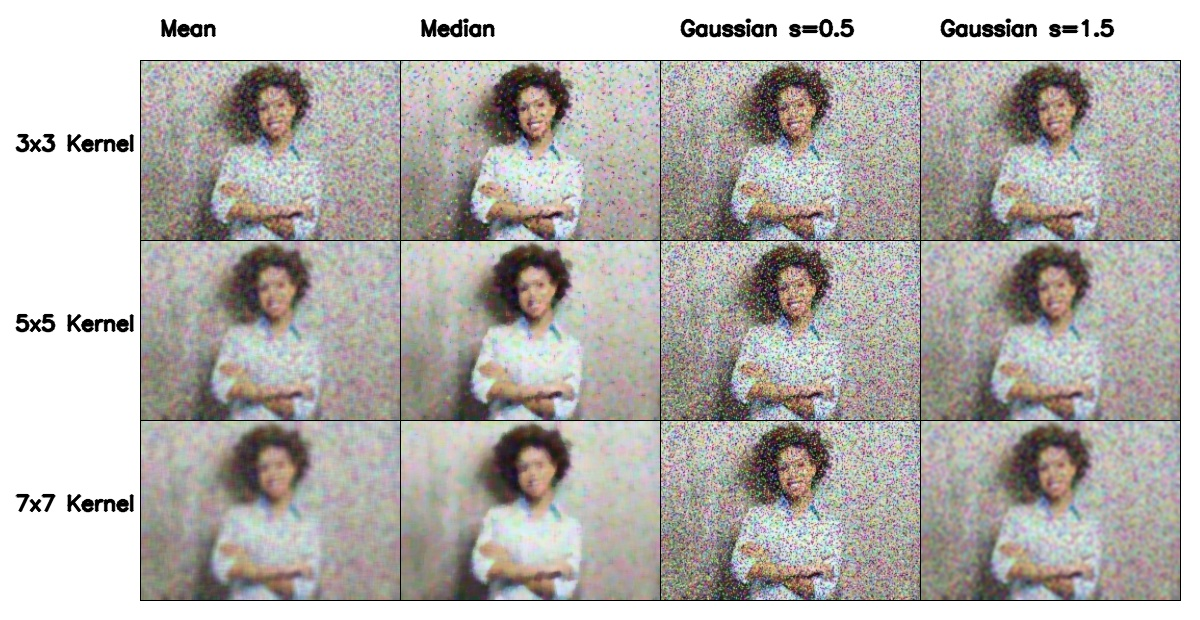 Mean Median Gaussian s=0.5 Gaussian s=1.5
3x3 Kernel
5x5 Kernel
7x7 Kernel